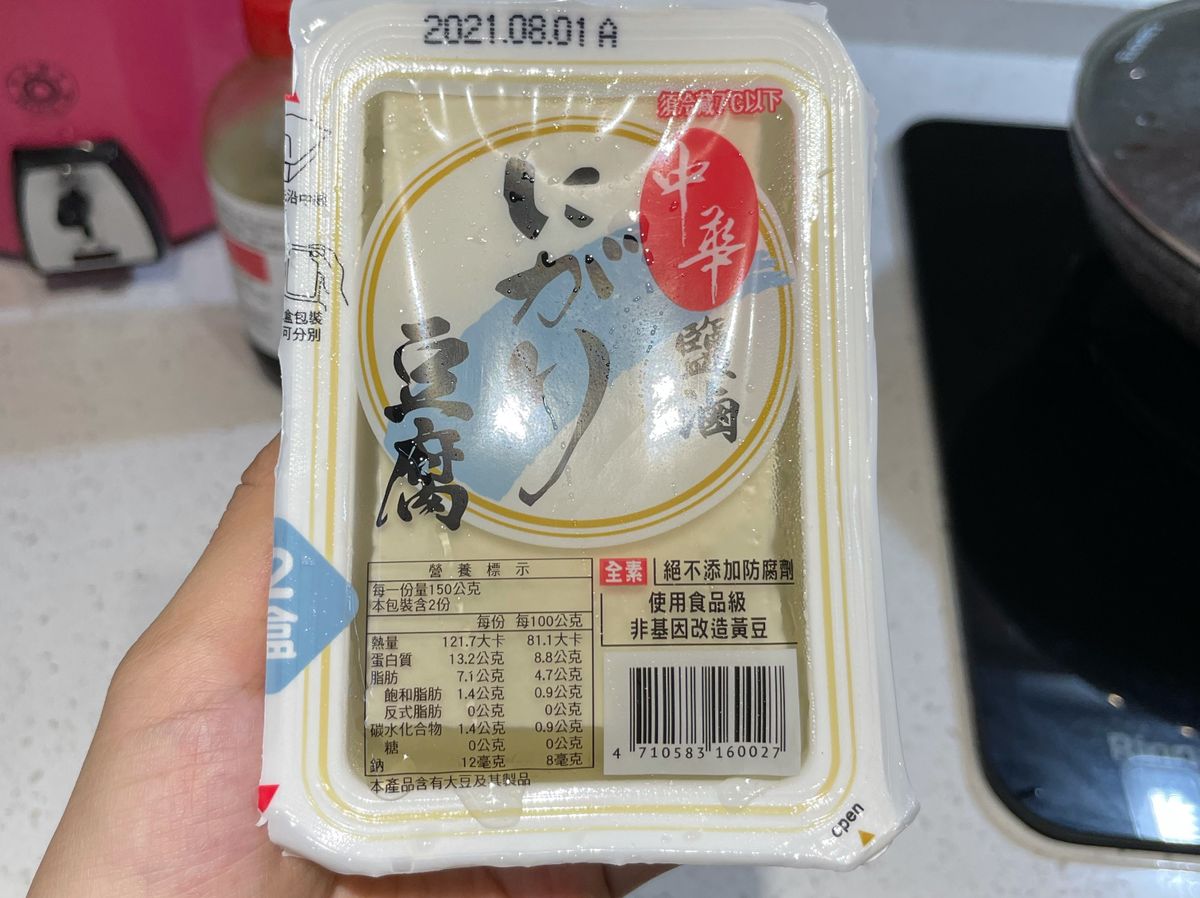 2021.08.01 A
須冷藏7℃以下
中華
鹽滷
にがり
豆腐
盒包裝
可分別
2盒
營養標示
每一份量150公克
本包裝含2份
每份 每100公克
熱量 121.7大卡 81.1大卡
蛋白質 13.2公克 8.8公克
脂肪 7.1公克 4.7公克
飽和脂肪 1.4公克 0.9公克
反式脂肪 0公克 0公克
碳水化合物 1.4公克 0.9公克
糖 0公克 0公克
鈉 12毫克 8毫克
本產品含有大豆及其製品
全素 絕不添加防腐劑
使用食品級
非基因改造黃豆
4 710583 160027
open